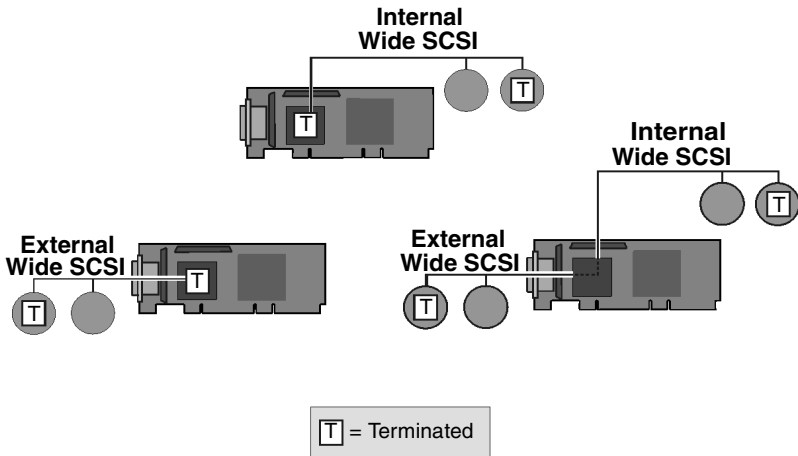 Internal
Wide SCSI
T
T
Internal
Wide SCSI
T
External
Wide SCSI
T
T
External
Wide SCSI
T
T = Terminated